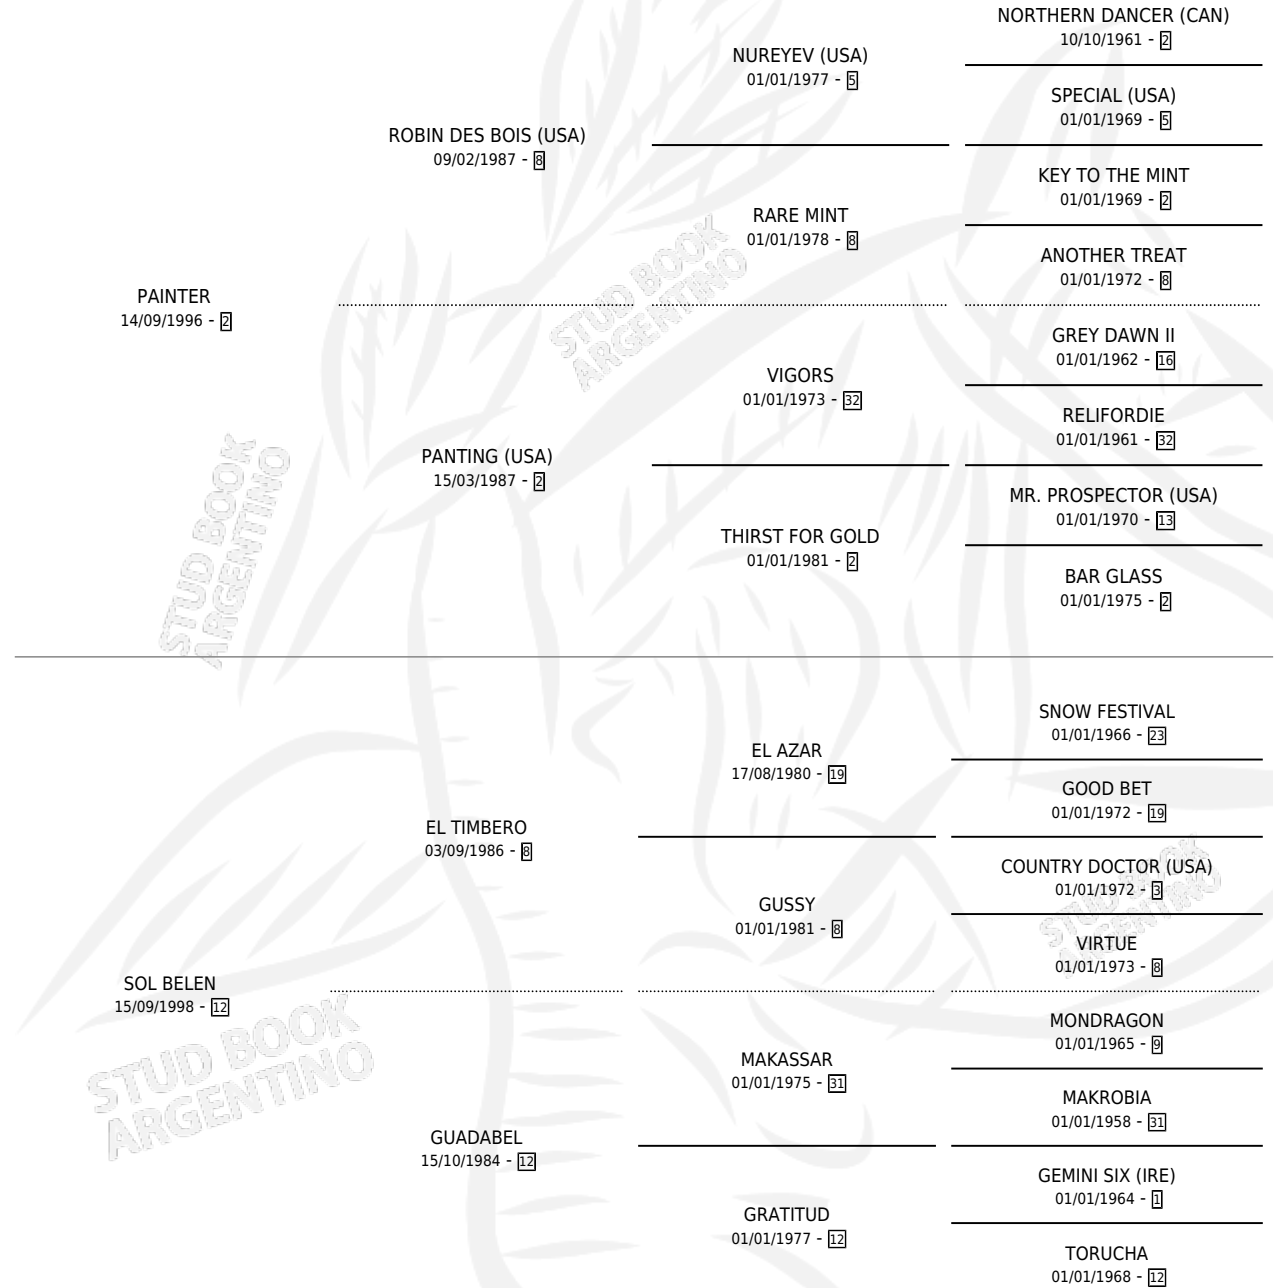 NORTHERN DANCER (CAN)
10/10/1961 - 2
NUREYEV (USA)
01/01/1977 - 5
SPECIAL (USA)
01/01/1969 - 5
ROBIN DES BOIS (USA)
09/02/1987 - 8
KEY TO THE MINT
01/01/1969 - 2
RARE MINT
01/01/1978 - 8
ANOTHER TREAT
01/01/1972 - 8
PAINTER
14/09/1996 - 2
GREY DAWN II
01/01/1962 - 16
VIGORS
01/01/1973 - 32
RELIFORDIE
01/01/1961 - 32
PANTING (USA)
15/03/1987 - 2
MR. PROSPECTOR (USA)
01/01/1970 - 13
THIRST FOR GOLD
01/01/1981 - 2
BAR GLASS
01/01/1975 - 2
STUD BOOK
ARGENTINO
STUD BOOK
ARGENTINO
SNOW FESTIVAL
01/01/1966 - 23
EL AZAR
17/08/1980 - 19
GOOD BET
01/01/1972 - 19
EL TIMBERO
03/09/1986 - 8
COUNTRY DOCTOR (USA)
01/01/1972 - 3
GUSSY
01/01/1981 - 8
VIRTUE
01/01/1973 - 8
STUD BOOK
ARGENTINO
SOL BELEN
15/09/1998 - 12
MONDRAGON
01/01/1965 - 9
MAKASSAR
01/01/1975 - 31
MAKROBIA
01/01/1958 - 31
STUD BOOK
ARGENTINO
GUADABEL
15/10/1984 - 12
GEMINI SIX (IRE)
01/01/1964 - 1
GRATITUD
01/01/1977 - 12
TORUCHA
01/01/1968 - 12